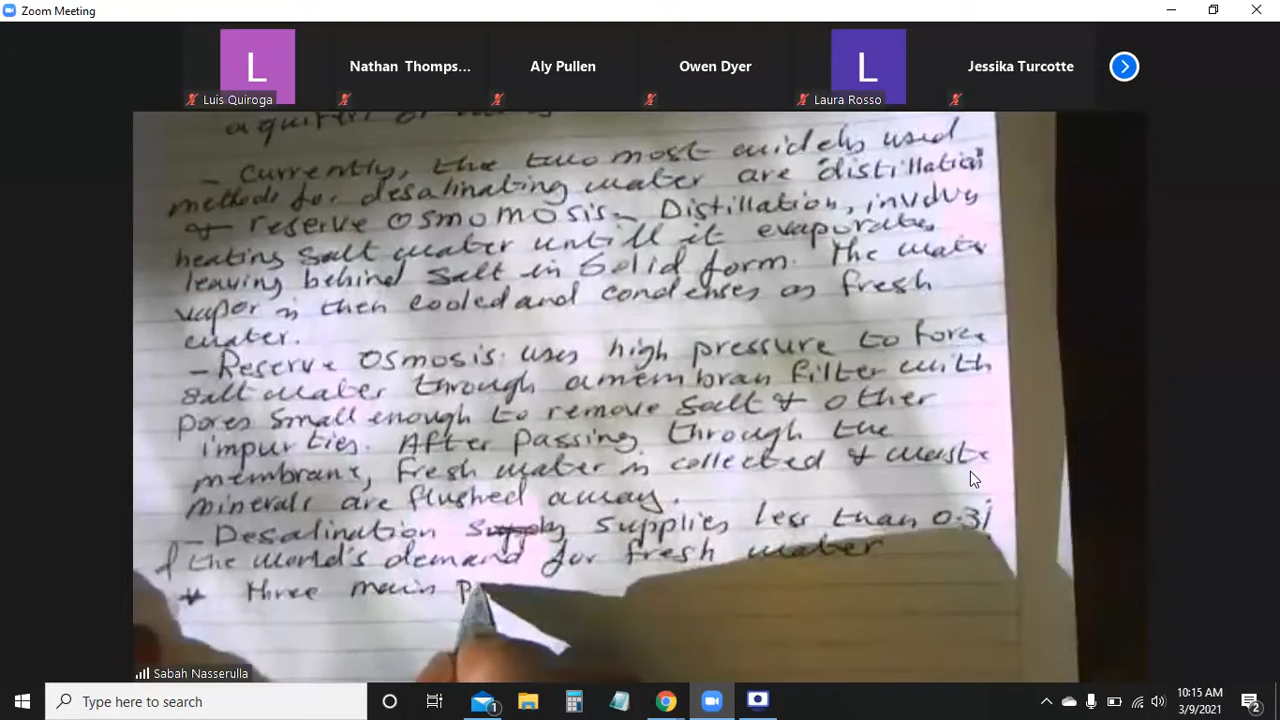 Zoom Meeting
L
Nathan Thomps...
Aly Pullen
Owen Dyer
L
Jessika Turcotte
Luis Quiroga
Laura Rosso
- Currently, the two most widely used
methods for desalinating water are distillation
& reserve osmomosis - Distillation, involves
heating salt water untill it evaporates
leaving behind salt in solid form. The water
vapor is then cooled and condenses as fresh
water.
- Reserve Osmosis uses high pressure to force
salt water through a membran filter with
pores small enough to remove salt & other
impurties. After passing through the
membrane, fresh water is collected & waste
minerals are flushed away.
- Desalination supplies less than 0.3
of the world's demand for fresh water
* three main p
Sabah Nasserulla
Type here to search
1
10:15 AM
3/9/2021
2